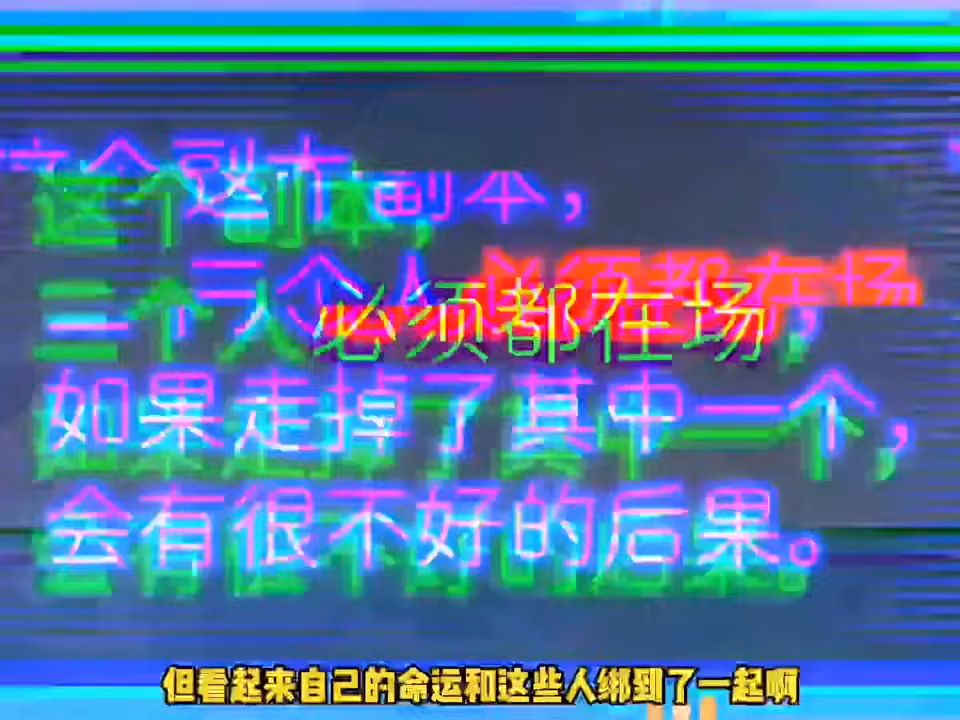 这个副本，
三个人必须都在场，
如果走掉了其中一个，
会有很不好的后果。
但看起来自己的命运和这些人绑到了一起啊